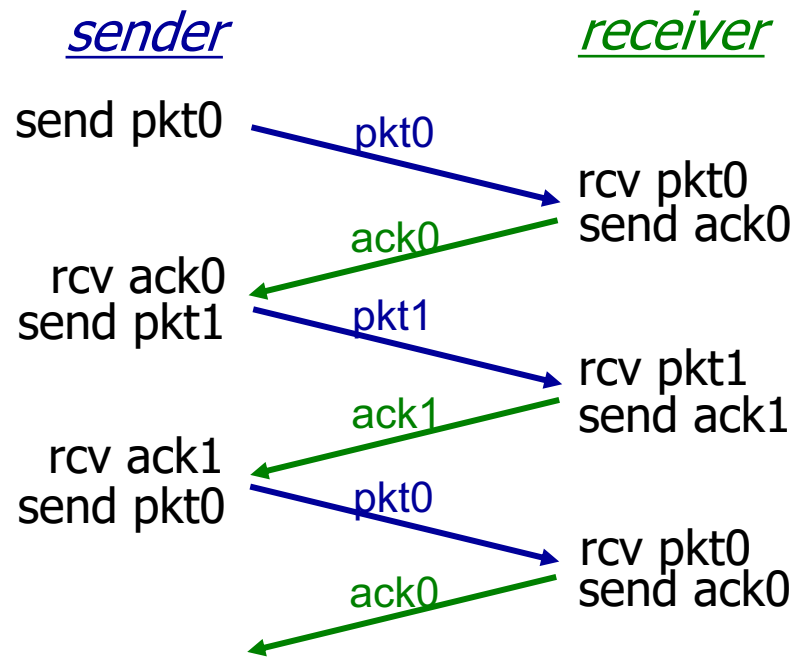 sender
receiver
send pkt0
pkt0
rcv pkt0
send ack0
ack0
rcv ack0
send pkt1
pkt1
rcv pkt1
send ack1
ack1
rcv ack1
send pkt0
pkt0
rcv pkt0
send ack0
ack0